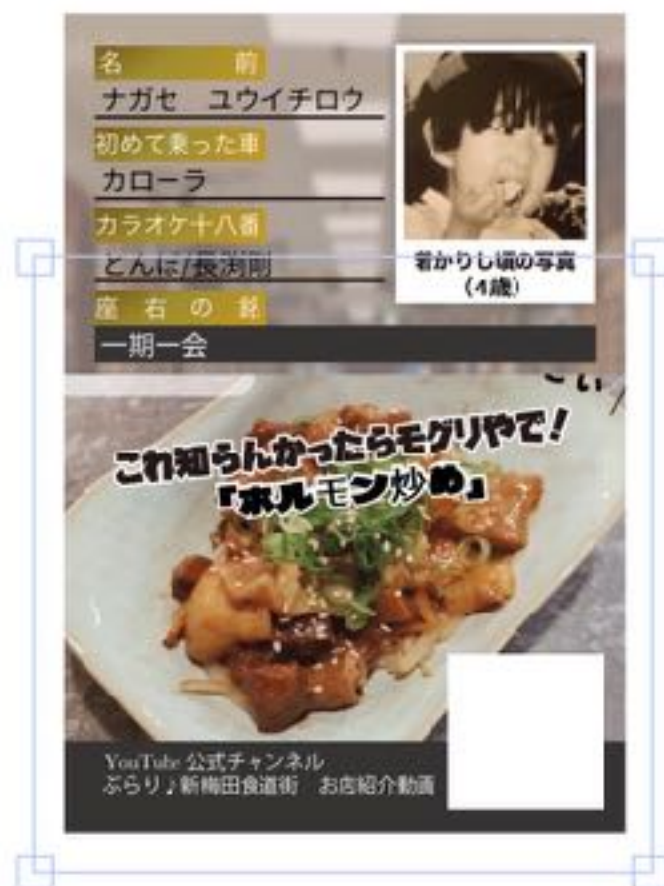 名前
ナガセ ユウイチロウ
初めて乗った車
カローラ
カラオケ十八番
とんぼ/長渕剛
座右の銘
一期一会
若かりし頃の写真
(4歳)
これ知らんかったらモグリやで!
「ホルモン炒め」
YouTube 公式チャンネル
ぶらり♪新梅田食道街 お店紹介動画